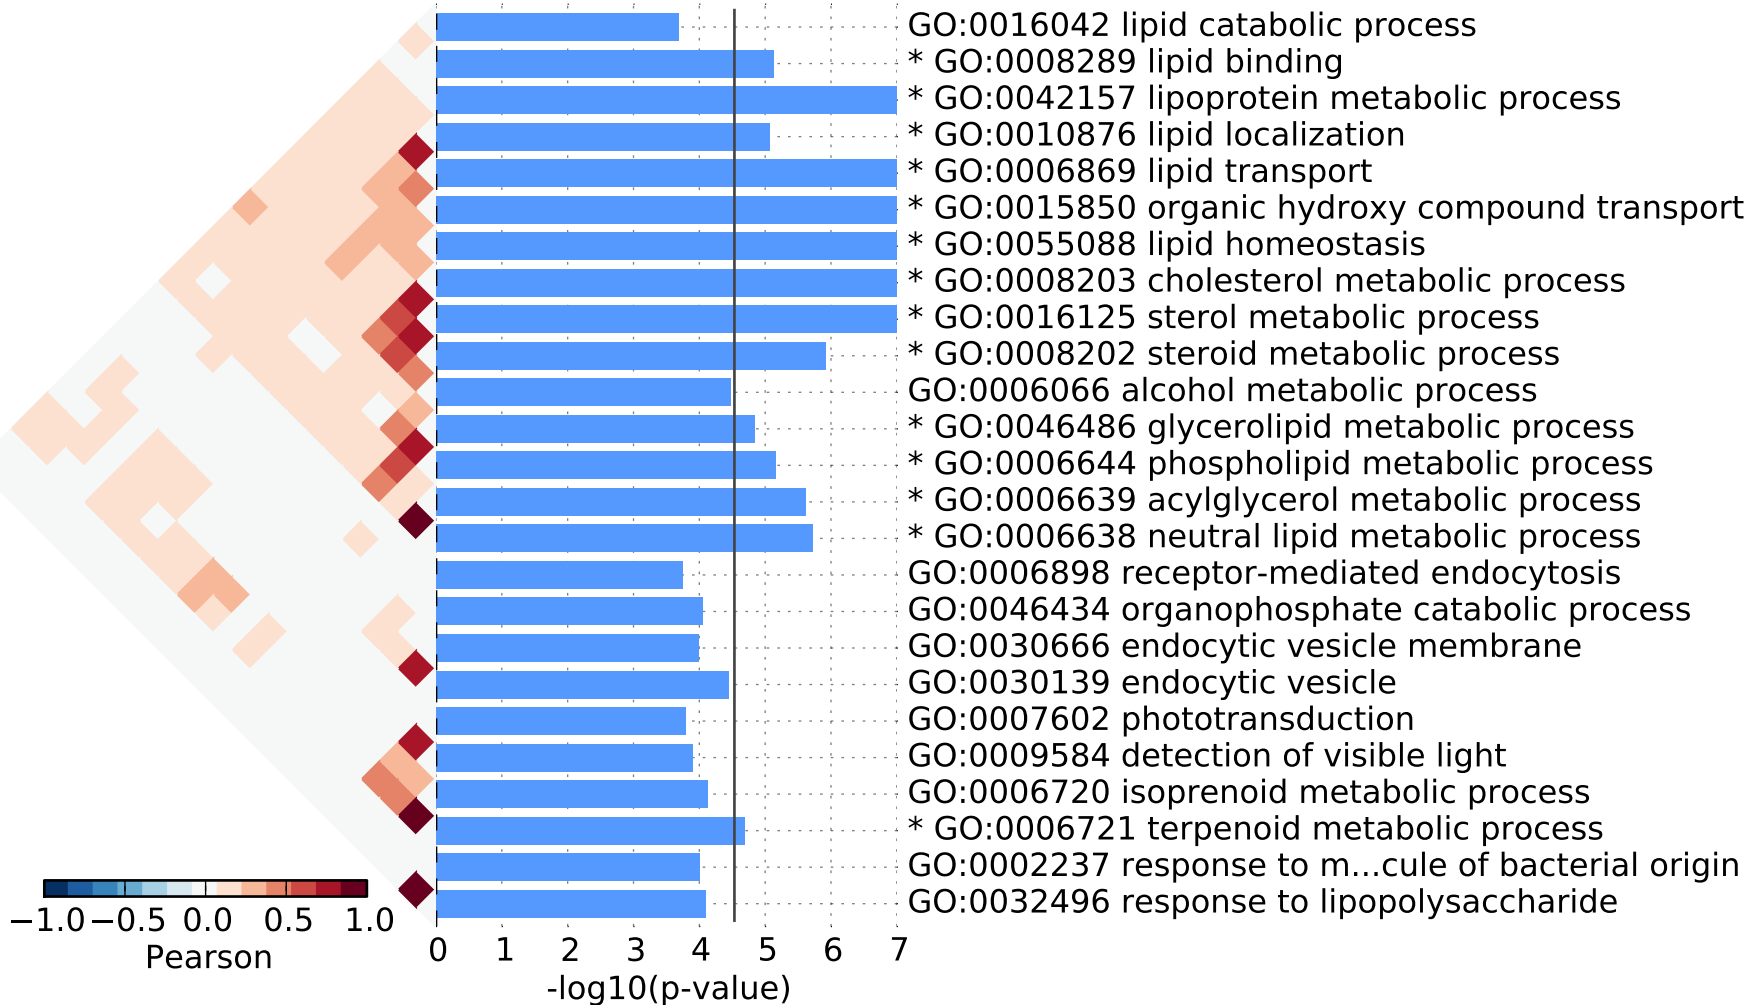 GO:0016042 lipid catabolic process
* GO:0008289 lipid binding
* GO:0042157 lipoprotein metabolic process
* GO:0010876 lipid localization
* GO:0006869 lipid transport
* GO:0015850 organic hydroxy compound transport
* GO:0055088 lipid homeostasis
* GO:0008203 cholesterol metabolic process
* GO:0016125 sterol metabolic process
* GO:0008202 steroid metabolic process
GO:0006066 alcohol metabolic process
* GO:0046486 glycerolipid metabolic process
* GO:0006644 phospholipid metabolic process
* GO:0006639 acylglycerol metabolic process
* GO:0006638 neutral lipid metabolic process
GO:0006898 receptor-mediated endocytosis
GO:0046434 organophosphate catabolic process
GO:0030666 endocytic vesicle membrane
GO:0030139 endocytic vesicle
GO:0007602 phototransduction
GO:0009584 detection of visible light
GO:0006720 isoprenoid metabolic process
* GO:0006721 terpenoid metabolic process
GO:0002237 response to m...cule of bacterial origin
GO:0032496 response to lipopolysaccharide
−1.0 −0.5 0.0 0.5 1.0
Pearson
0 1 2 3 4 5 6 7
-log10(p-value)